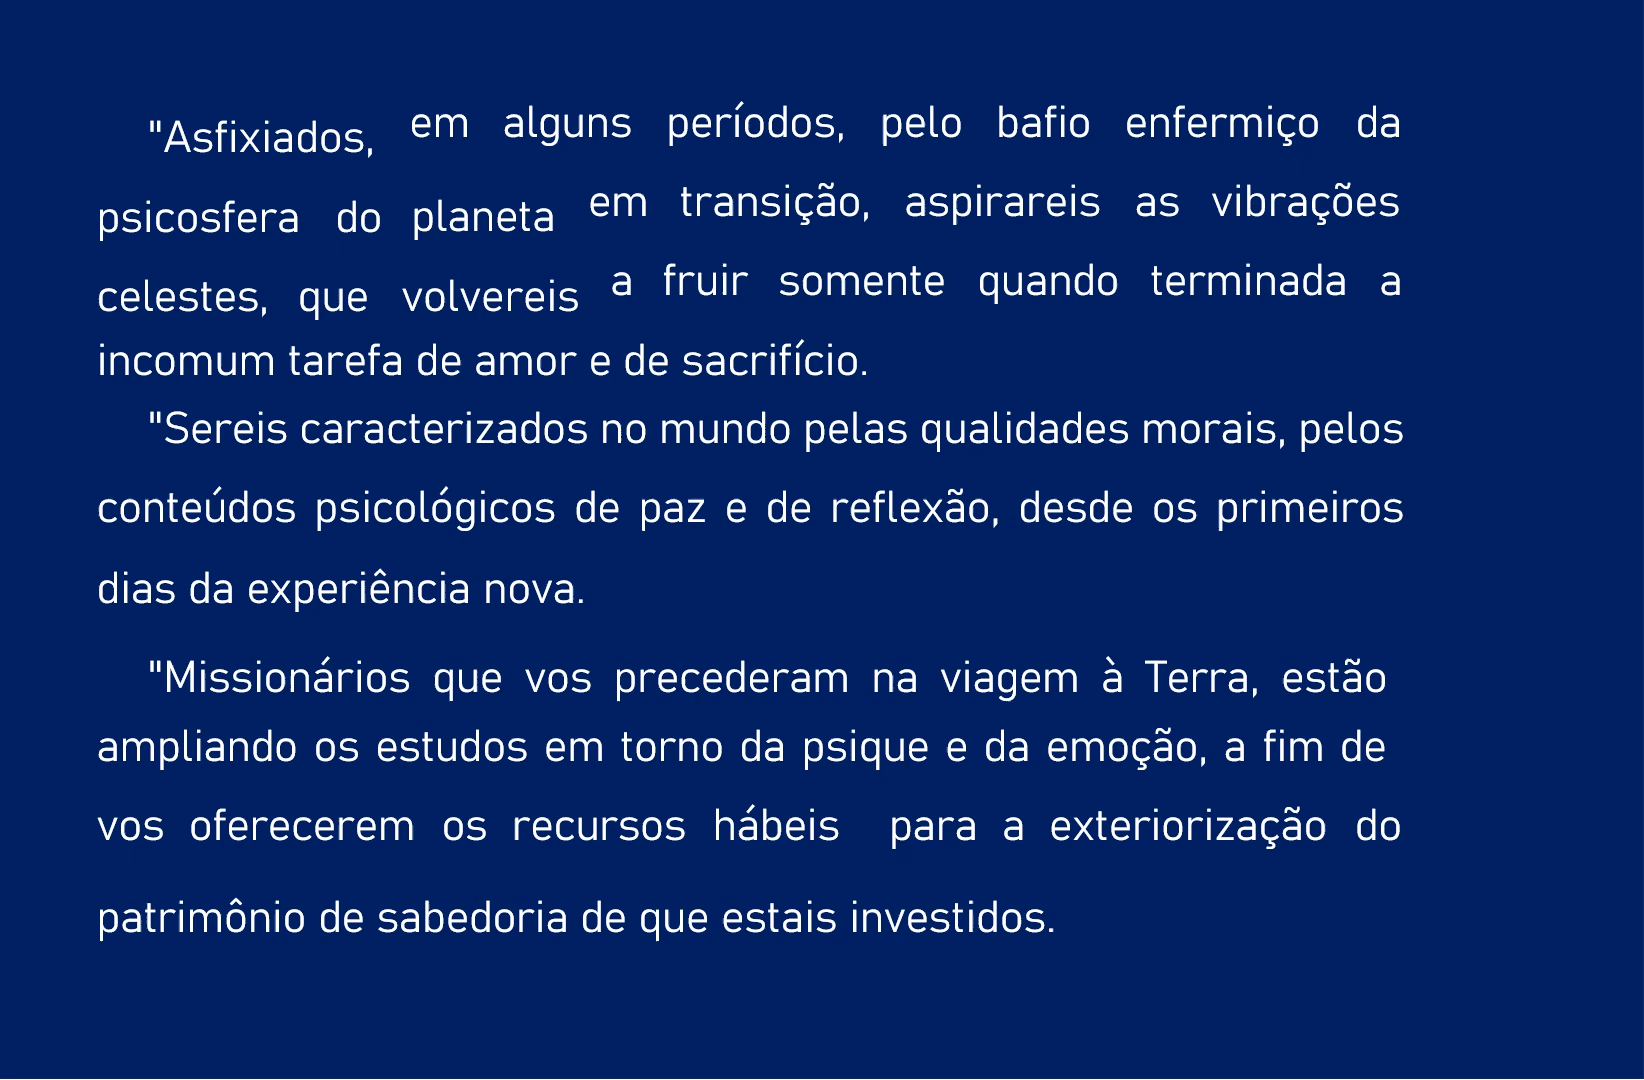 "Asfixiados, em alguns períodos, pelo bafio enfermiço da
psicosfera do planeta em transição, aspirareis as vibrações
celestes, que volvereis a fruir somente quando terminada a
incomum tarefa de amor e de sacrifício.
"Sereis caracterizados no mundo pelas qualidades morais, pelos
conteúdos psicológicos de paz e de reflexão, desde os primeiros
dias da experiência nova.
"Missionários que vos precederam na viagem à Terra, estão
ampliando os estudos em torno da psique e da emoção, a fim de
vos oferecerem os recursos hábeis para a exteriorização do
patrimônio de sabedoria de que estais investidos.